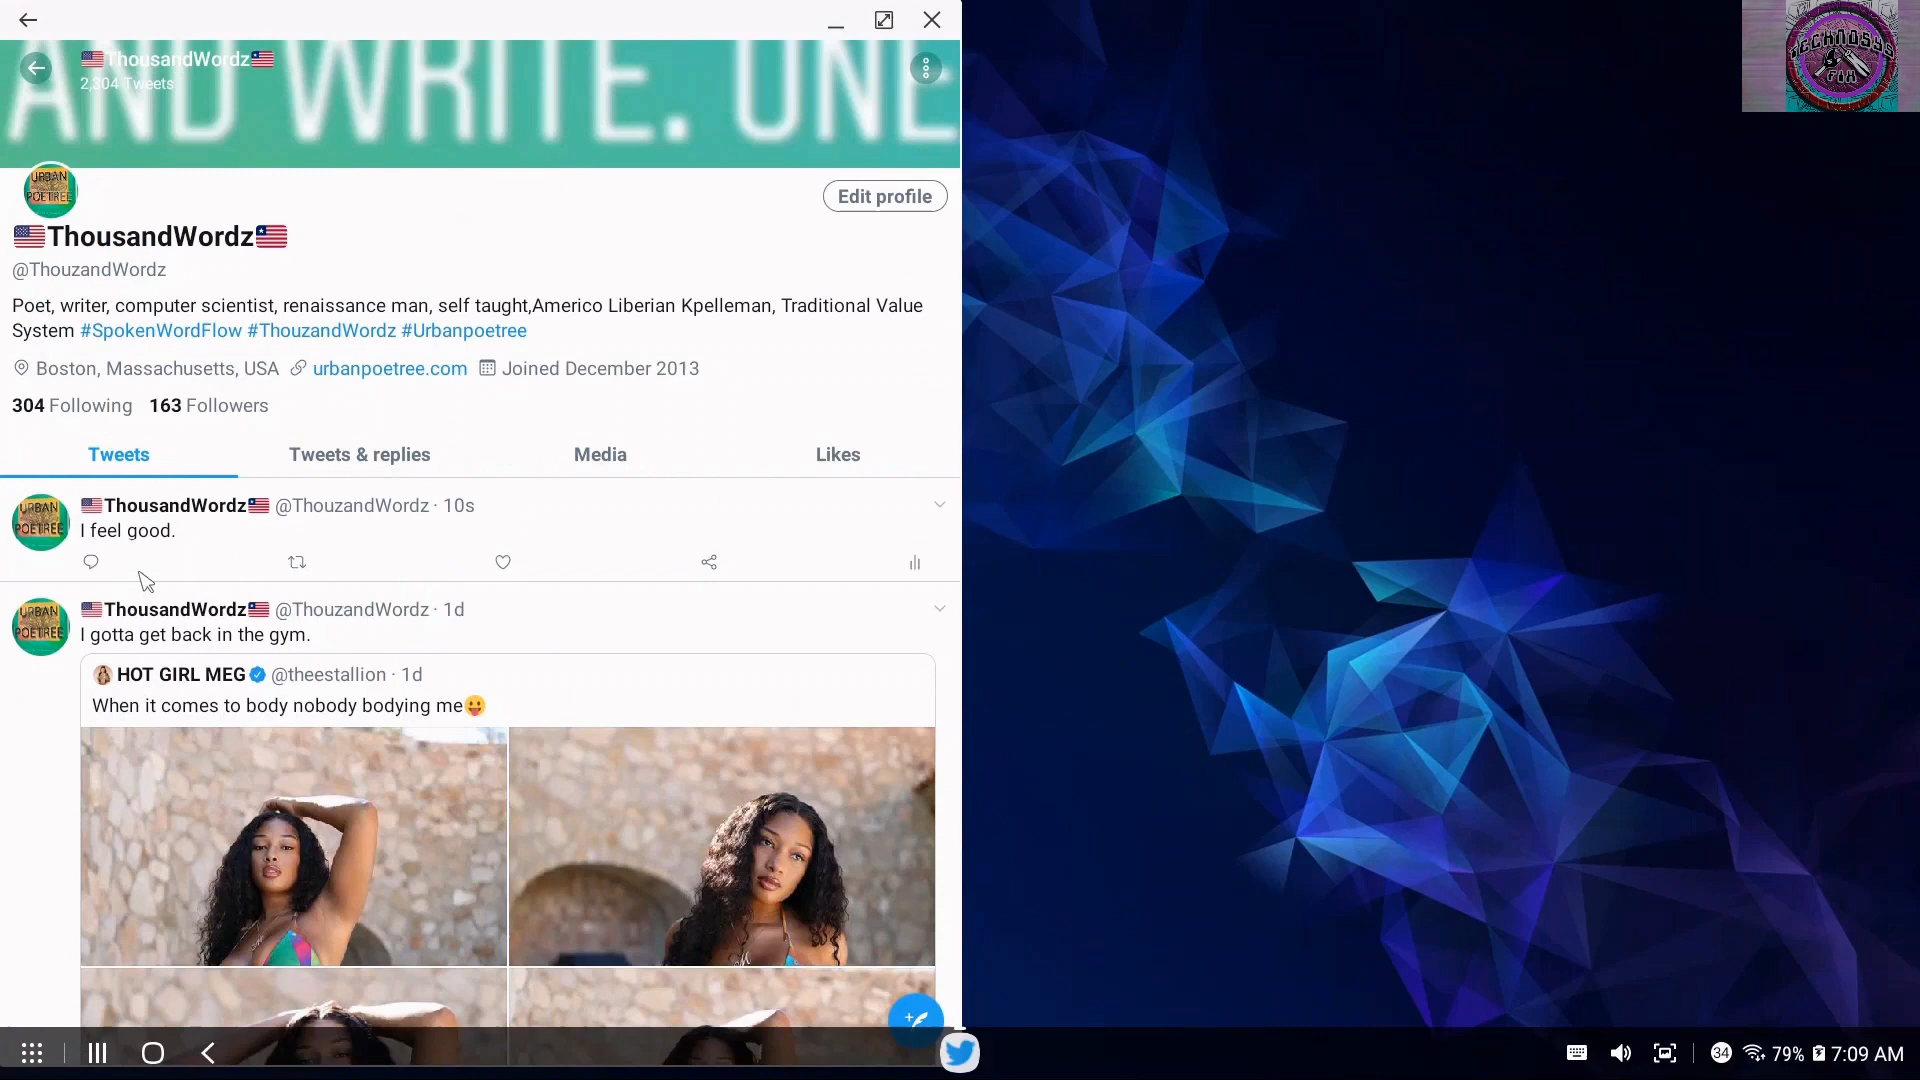 AND WRITE. ONE
🇺🇸ThousandWordz🇱🇷
2,304 Tweets
TECHNOSYS
FIX
URBAN
POETREE
Edit profile
🇺🇸ThousandWordz🇱🇷
@ThouzandWordz
Poet, writer, computer scientist, renaissance man, self taught,Americo Liberian Kpelleman, Traditional Value
System #SpokenWordFlow #ThouzandWordz #Urbanpoetree
Boston, Massachusetts, USA urbanpoetree.com Joined December 2013
304 Following 163 Followers
Tweets Tweets & replies Media Likes
URBAN
POETREE
🇺🇸ThousandWordz🇱🇷 @ThouzandWordz · 10s
I feel good.
URBAN
POETREE
🇺🇸ThousandWordz🇱🇷 @ThouzandWordz · 1d
I gotta get back in the gym.
HOT GIRL MEG @theestallion · 1d
When it comes to body nobody bodying me😛
34 79% 7:09 AM